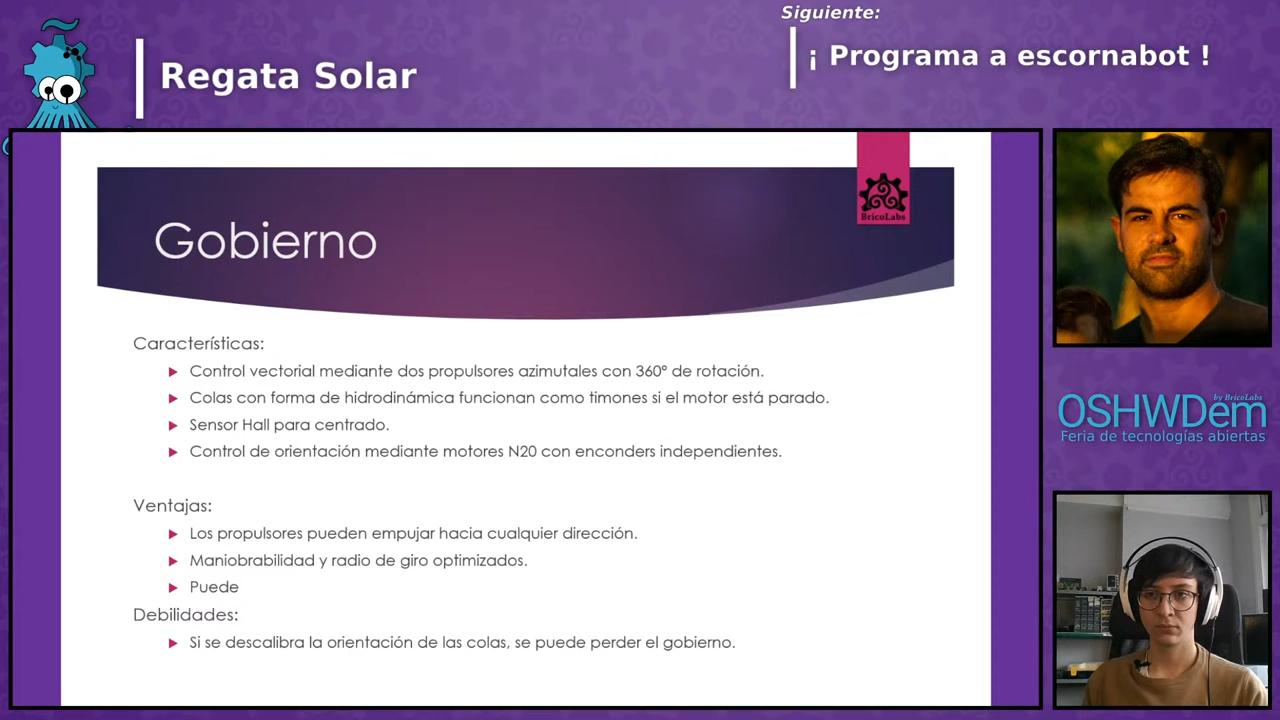 Siguiente:
Regata Solar
¡ Programa a escornabot !
BricoLabs
Gobierno
Características:
Control vectorial mediante dos propulsores azimutales con 360º de rotación.
Colas con forma de hidrodinámica funcionan como timones si el motor está parado.
Sensor Hall para centrado.
Control de orientación mediante motores N20 con enconders independientes.
Ventajas:
Los propulsores pueden empujar hacia cualquier dirección.
Maniobrabilidad y radio de giro optimizados.
Puede
Debilidades:
Si se descalibra la orientación de las colas, se puede perder el gobierno.
by BricoLabs
OSHWDem
Feria de tecnologías abiertas